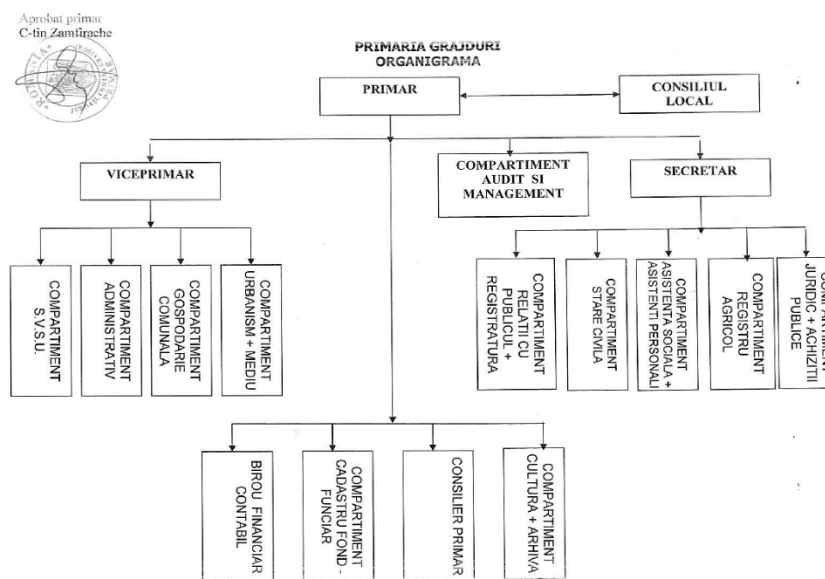 Aprobat primar
C-tin Zamfirache
PRIMARIA GRAJDURI
ORGANIGRAMA
PRIMAR
CONSILIUL
LOCAL
VICEPRIMAR
COMPARTIMENT
AUDIT SI
MANAGEMENT
SECRETAR
COMPARTIMENT
S.V.S.U.
COMPARTIMENT
ADMINISTRATIV
COMPARTIMENT
GOSPODARIE
COMUNALA
COMPARTIMENT
URBANISM + MEDIU
COMPARTIMENT
RELATII CU
PUBLICUL +
REGISTRATURA
COMPARTIMENT
STARE CIVILA
COMPARTIMENT
ASISTENTA SOCIALA +
ASISTENTI PERSONALI
COMPARTIMENT
REGISTRU
AGRICOL
COMPARTIMENT
JURIDIC + ACHIZITII
PUBLICE
BIROU FINANCIAR
CONTABIL
COMPARTIMENT
CADASTRU FOND -
FUNCIAR
CONSILIER PRIMAR
COMPARTIMENT
CULTURA + ARHIVA